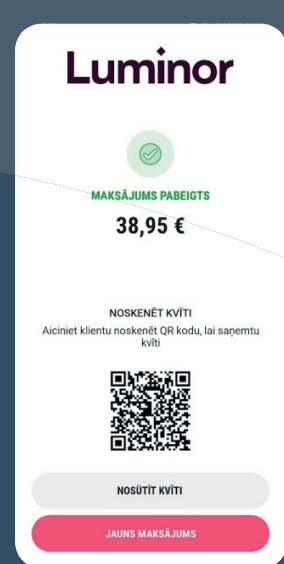 Luminor
MAKSĀJUMS PABEIGTS
38,95 €
NOSKENĒT KVĪTI
Aiciniet klientu noskenēt QR kodu, lai saņemtu
kvīti
NOSŪTĪT KVĪTI
JAUNS MAKSĀJUMS